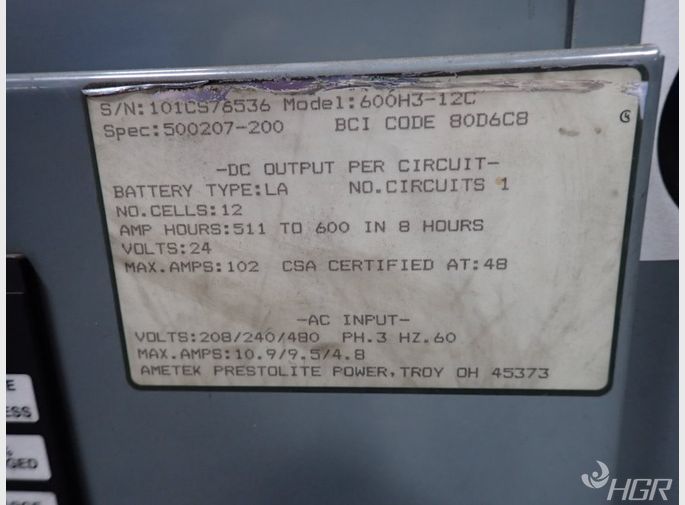 S/N:101CS76536 Model:600H3-12C
Spec:500207-200 BCI CODE 80D6C8
-DC OUTPUT PER CIRCUIT-
BATTERY TYPE:LA NO.CIRCUITS 1
NO.CELLS:12
AMP HOURS:511 TO 600 IN 8 HOURS
VOLTS:24
MAX.AMPS:102 CSA CERTIFIED AT:48
-AC INPUT-
VOLTS:208/240/480 PH.3 HZ.60
MAX.AMPS:10.9/9.5/4.8
AMETEK PRESTOLITE POWER,TROY OH 45373
HGR